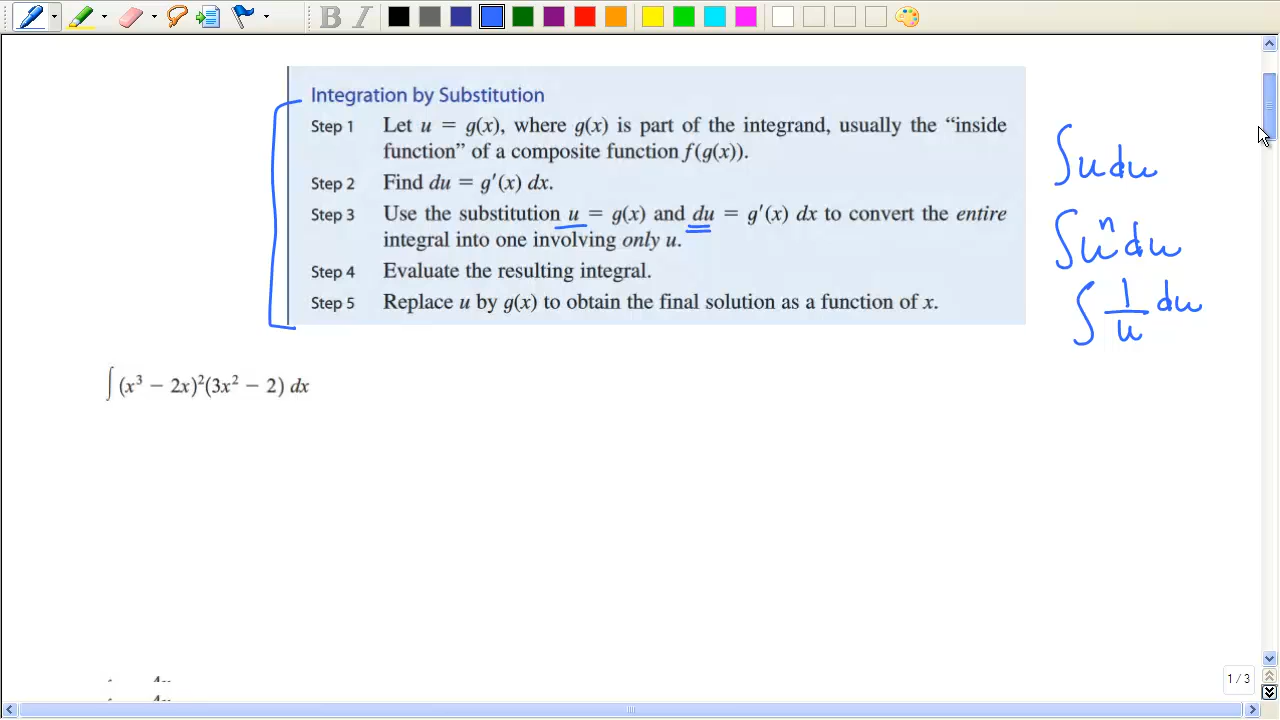 B I
Integration by Substitution
Step 1 Let u = g(x), where g(x) is part of the integrand, usually the “inside
function” of a composite function f(g(x)).
Step 2 Find du = g′(x) dx.
Step 3 Use the substitution u = g(x) and du = g′(x) dx to convert the entire
integral into one involving only u.
Step 4 Evaluate the resulting integral.
Step 5 Replace u by g(x) to obtain the final solution as a function of x.
∫ u du
∫ uⁿ du
∫ 1/u du
∫ (x³ − 2x)²(3x² − 2) dx
1 / 3